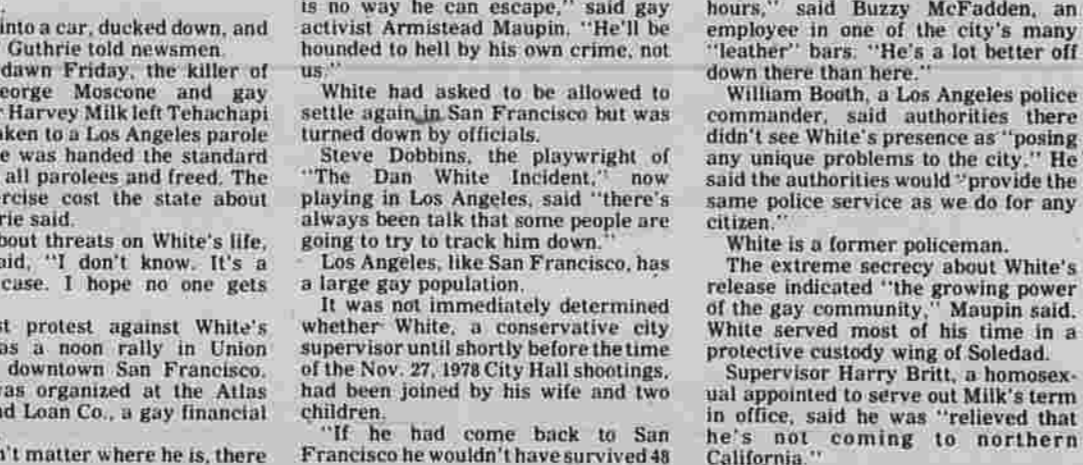 into a car, ducked down, and
Guthrie told newsmen.
dawn Friday, the killer of
eorge Moscone and gay
Harvey Milk left Tehachapi
ken to a Los Angeles parole
e was handed the standard
all parolees and freed. The
rcise cost the state about
rie said.
bout threats on White's life,
aid, "I don't know. It's a
case. I hope no one gets
st protest against White's
as a noon rally in Union
downtown San Francisco.
as organized at the Atlas
nd Loan Co., a gay financial
n't matter where he is, there
is no way he can escape," said gay
activist Armistead Maupin. "He'll be
hounded to hell by his own crime, not
us."
White had asked to be allowed to
settle again in San Francisco but was
turned down by officials.
Steve Dobbins, the playwright of
"The Dan White Incident," now
playing in Los Angeles, said "there's
always been talk that some people are
going to try to track him down."
Los Angeles, like San Francisco, has
a large gay population.
It was not immediately determined
whether White, a conservative city
supervisor until shortly before the time
of the Nov. 27, 1978 City Hall shootings,
had been joined by his wife and two
children.
"If he had come back to San
Francisco he wouldn't have survived 48
hours," said Buzzy McFadden, an
employee in one of the city's many
"leather" bars. "He's a lot better off
down there than here."
William Booth, a Los Angeles police
commander, said authorities there
didn't see White's presence as "posing
any unique problems to the city." He
said the authorities would "provide the
same police service as we do for any
citizen."
White is a former policeman.
The extreme secrecy about White's
release indicated "the growing power
of the gay community," Maupin said.
White served most of his time in a
protective custody wing of Soledad.
Supervisor Harry Britt, a homosex-
ual appointed to serve out Milk's term
in office, said he was "relieved that
he's not coming to northern
California."